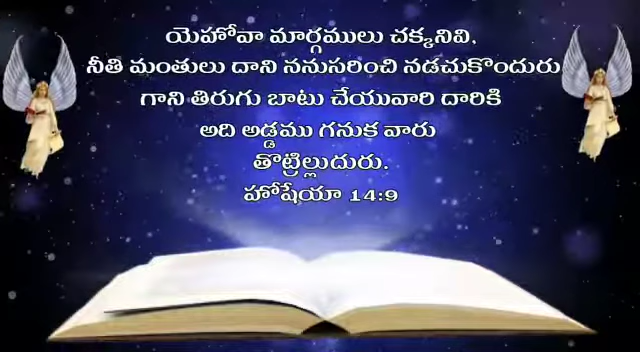 యెహోవా మార్గములు చక్కనివి,
నీతి మంతులు దాని ననుసరించి నడచుకొందురు
గాని తిరుగు బాటు చేయువారి దారికి
అది అడ్డము గనుక వారు
తొట్రిల్లుదురు.
హోషేయా 14:9